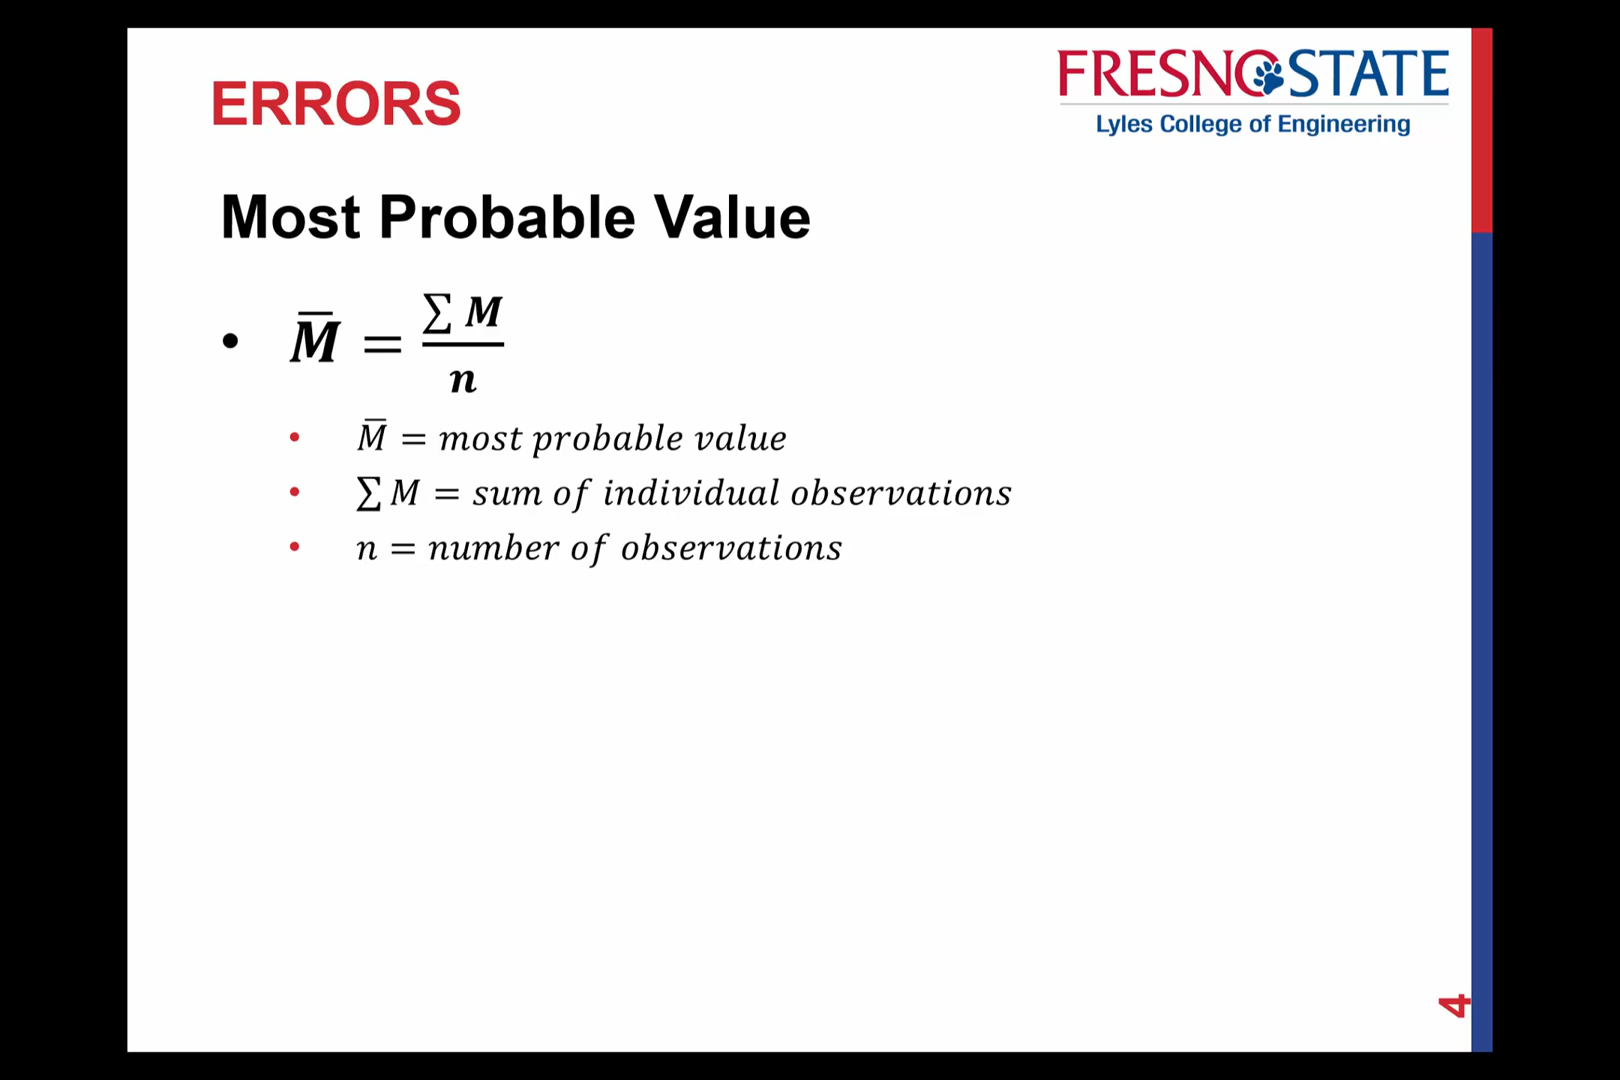 ERRORS
FRESNO STATE
Lyles College of Engineering
Most Probable Value
• M̅ = ∑ M / n
• M̅ = most probable value
• ∑ M = sum of individual observations
• n = number of observations
4